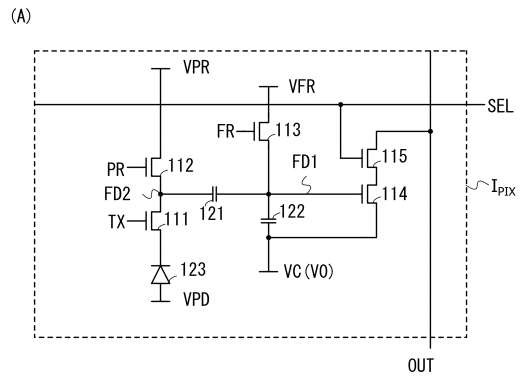 (A)
VPR
VFR
SEL
FR
113
115
PR
112
FD1
FD2
114
I_PIX
TX
111
121
122
123
VC(VO)
VPD
OUT